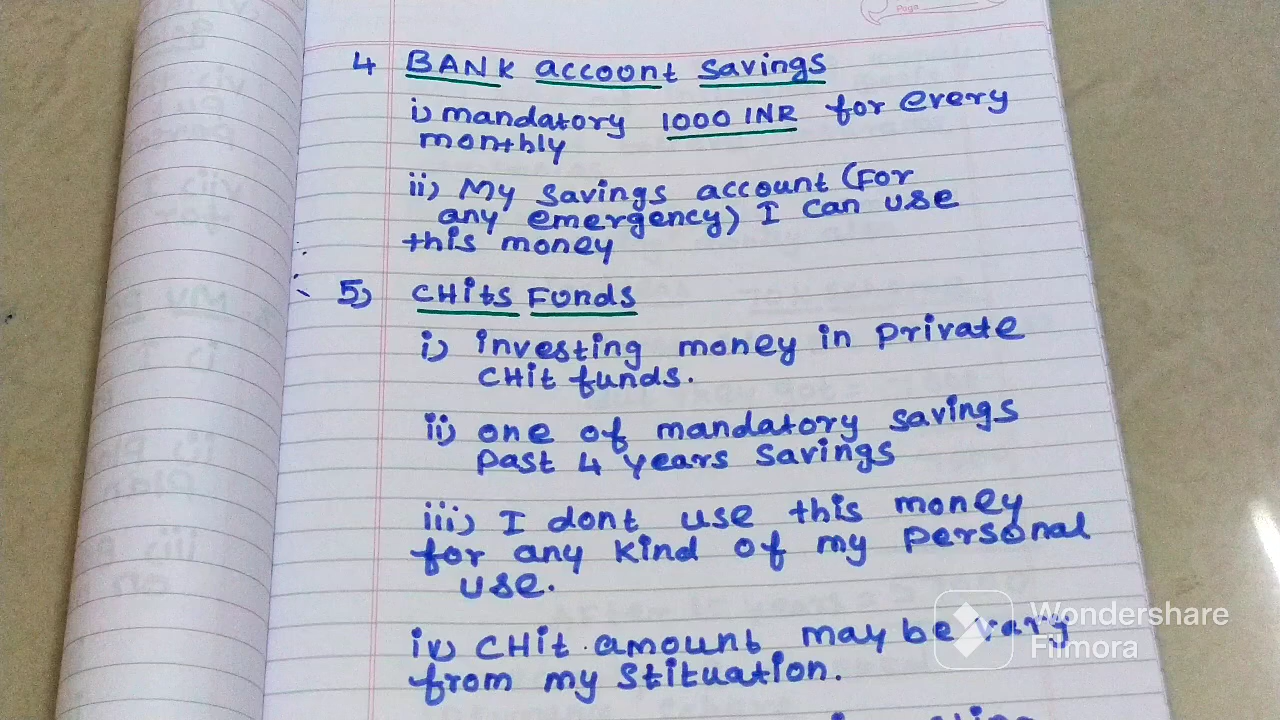 Page
4 BANK account savings
i) mandatory 1000 INR for every
monthly
ii) My savings account (For
any emergency) I can use
this money
5) CHits Funds
i) investing money in private
CHit funds.
ii) one of mandatory savings
past 4 years savings
iii) I dont use this money
for any kind of my personal
use.
iv) CHit amount may be vary
from my stituation.
Wondershare
Filmora